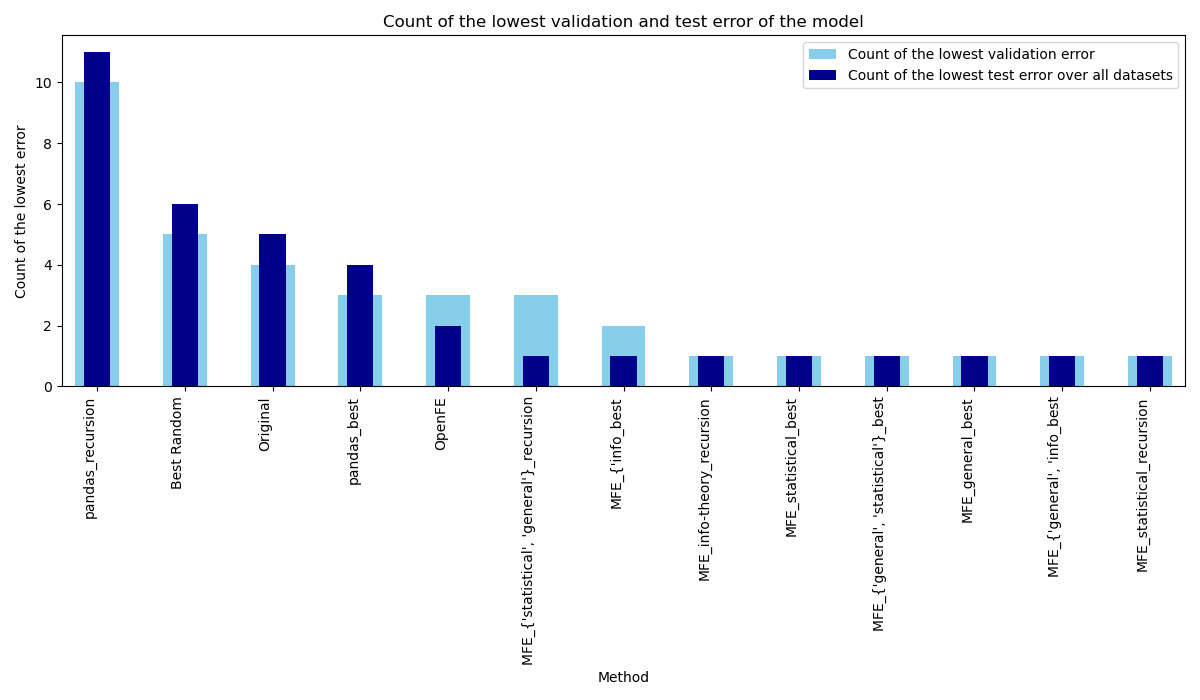 Count of the lowest validation and test error of the model
Count of the lowest validation error
Count of the lowest test error over all datasets
Count of the lowest error
10
8
6
4
2
0
pandas_recursion
Best Random
Original
pandas_best
OpenFE
MFE_{'statistical', 'general'}_recursion
MFE_{'info_best
MFE_info-theory_recursion
MFE_statistical_best
MFE_{'general', 'statistical'}_best
MFE_general_best
MFE_{'general', 'info_best
MFE_statistical_recursion
Method